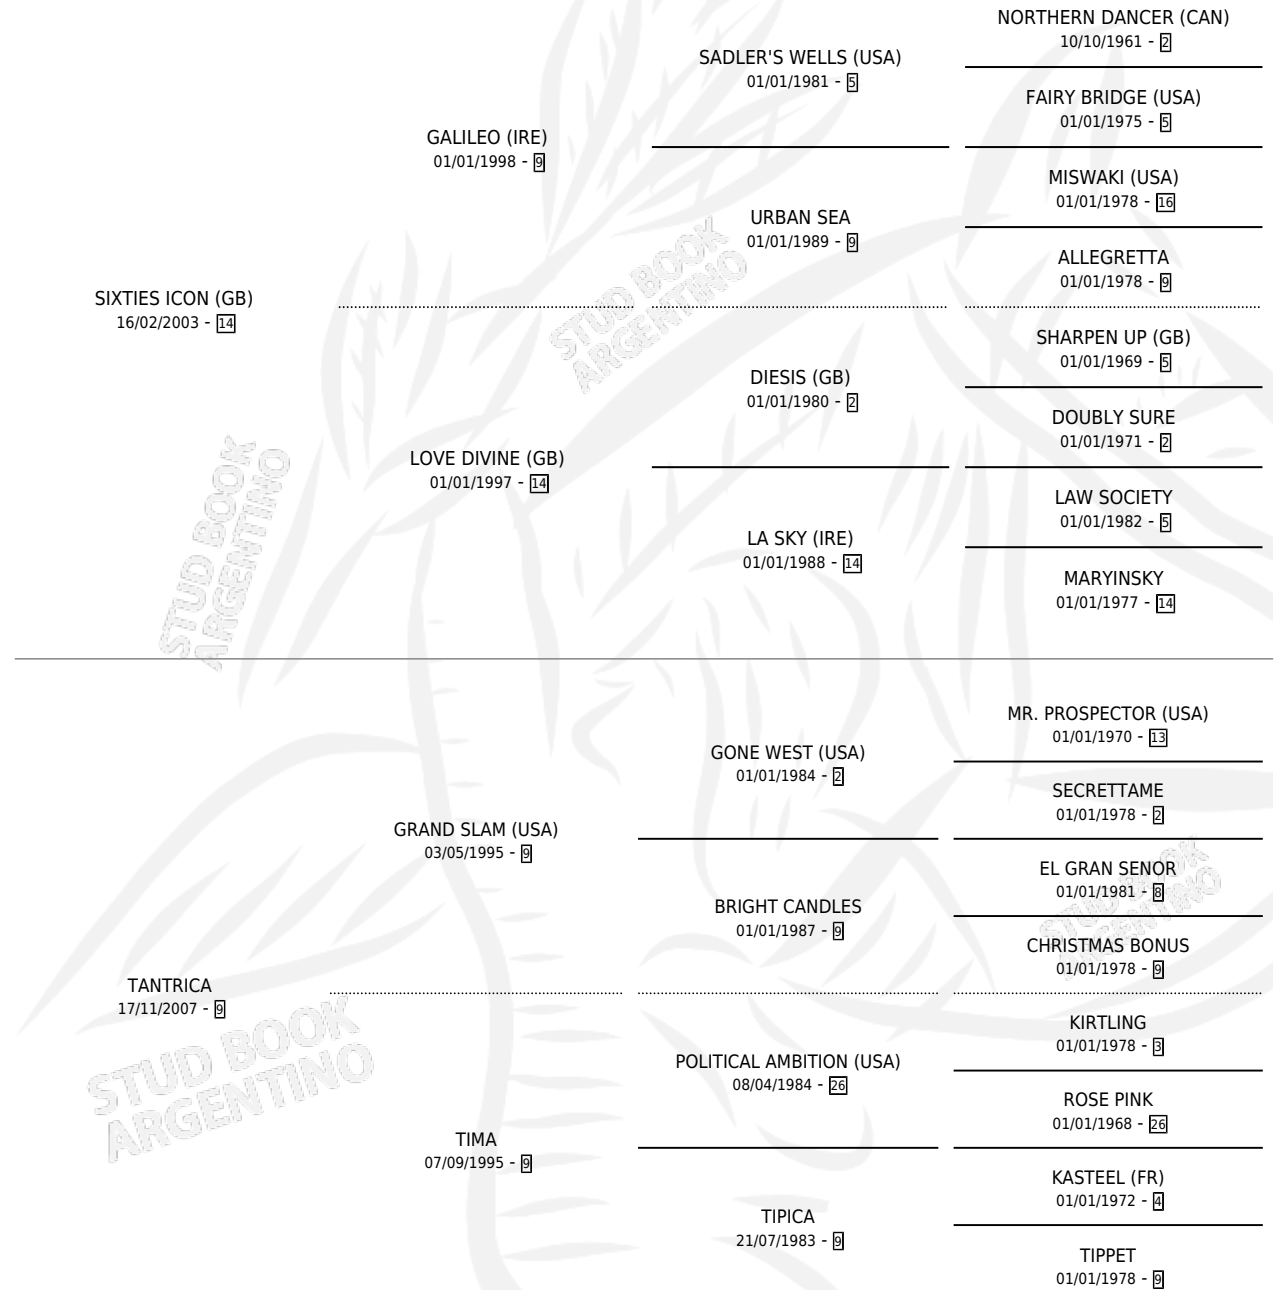 NORTHERN DANCER (CAN)
10/10/1961 - 2
SADLER'S WELLS (USA)
01/01/1981 - 5
FAIRY BRIDGE (USA)
01/01/1975 - 5
GALILEO (IRE)
01/01/1998 - 9
MISWAKI (USA)
01/01/1978 - 16
URBAN SEA
01/01/1989 - 9
ALLEGRETTA
01/01/1978 - 9
SIXTIES ICON (GB)
16/02/2003 - 14
SHARPEN UP (GB)
01/01/1969 - 5
DIESIS (GB)
01/01/1980 - 2
DOUBLY SURE
01/01/1971 - 2
LOVE DIVINE (GB)
01/01/1997 - 14
LAW SOCIETY
01/01/1982 - 5
LA SKY (IRE)
01/01/1988 - 14
MARYINSKY
01/01/1977 - 14
MR. PROSPECTOR (USA)
01/01/1970 - 13
GONE WEST (USA)
01/01/1984 - 2
SECRETTAME
01/01/1978 - 2
GRAND SLAM (USA)
03/05/1995 - 9
EL GRAN SENOR
01/01/1981 - 8
BRIGHT CANDLES
01/01/1987 - 9
CHRISTMAS BONUS
01/01/1978 - 9
TANTRICA
17/11/2007 - 9
KIRTLING
01/01/1978 - 3
POLITICAL AMBITION (USA)
08/04/1984 - 26
ROSE PINK
01/01/1968 - 26
TIMA
07/09/1995 - 9
KASTEEL (FR)
01/01/1972 - 4
TIPICA
21/07/1983 - 9
TIPPET
01/01/1978 - 9
STUD BOOK
ARGENTINO
STUD BOOK
ARGENTINO
STUD BOOK
ARGENTINO
STUD BOOK
ARGENTINO